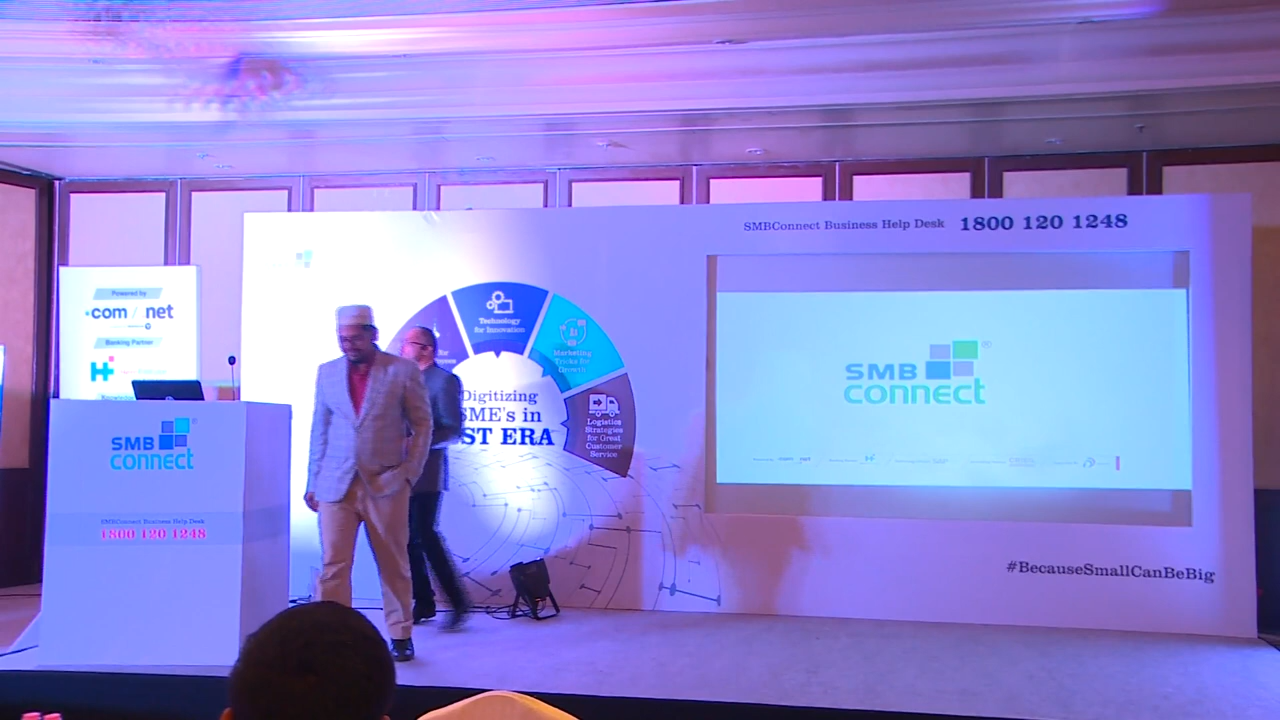 SMBConnect Business Help Desk 1800 120 1248
Powered by
.com / net
Banking Partner
H
Technology
for Innovation
for
Marketing
Tricks for
Growth
Logistics
Strategies
for Great
Customer
Service
Digitizing
SME's in
ST ERA
SMB
connect
®
SMB
connect
SMBConnect Business Help Desk
1800 120 1248
#BecauseSmallCanBeBig